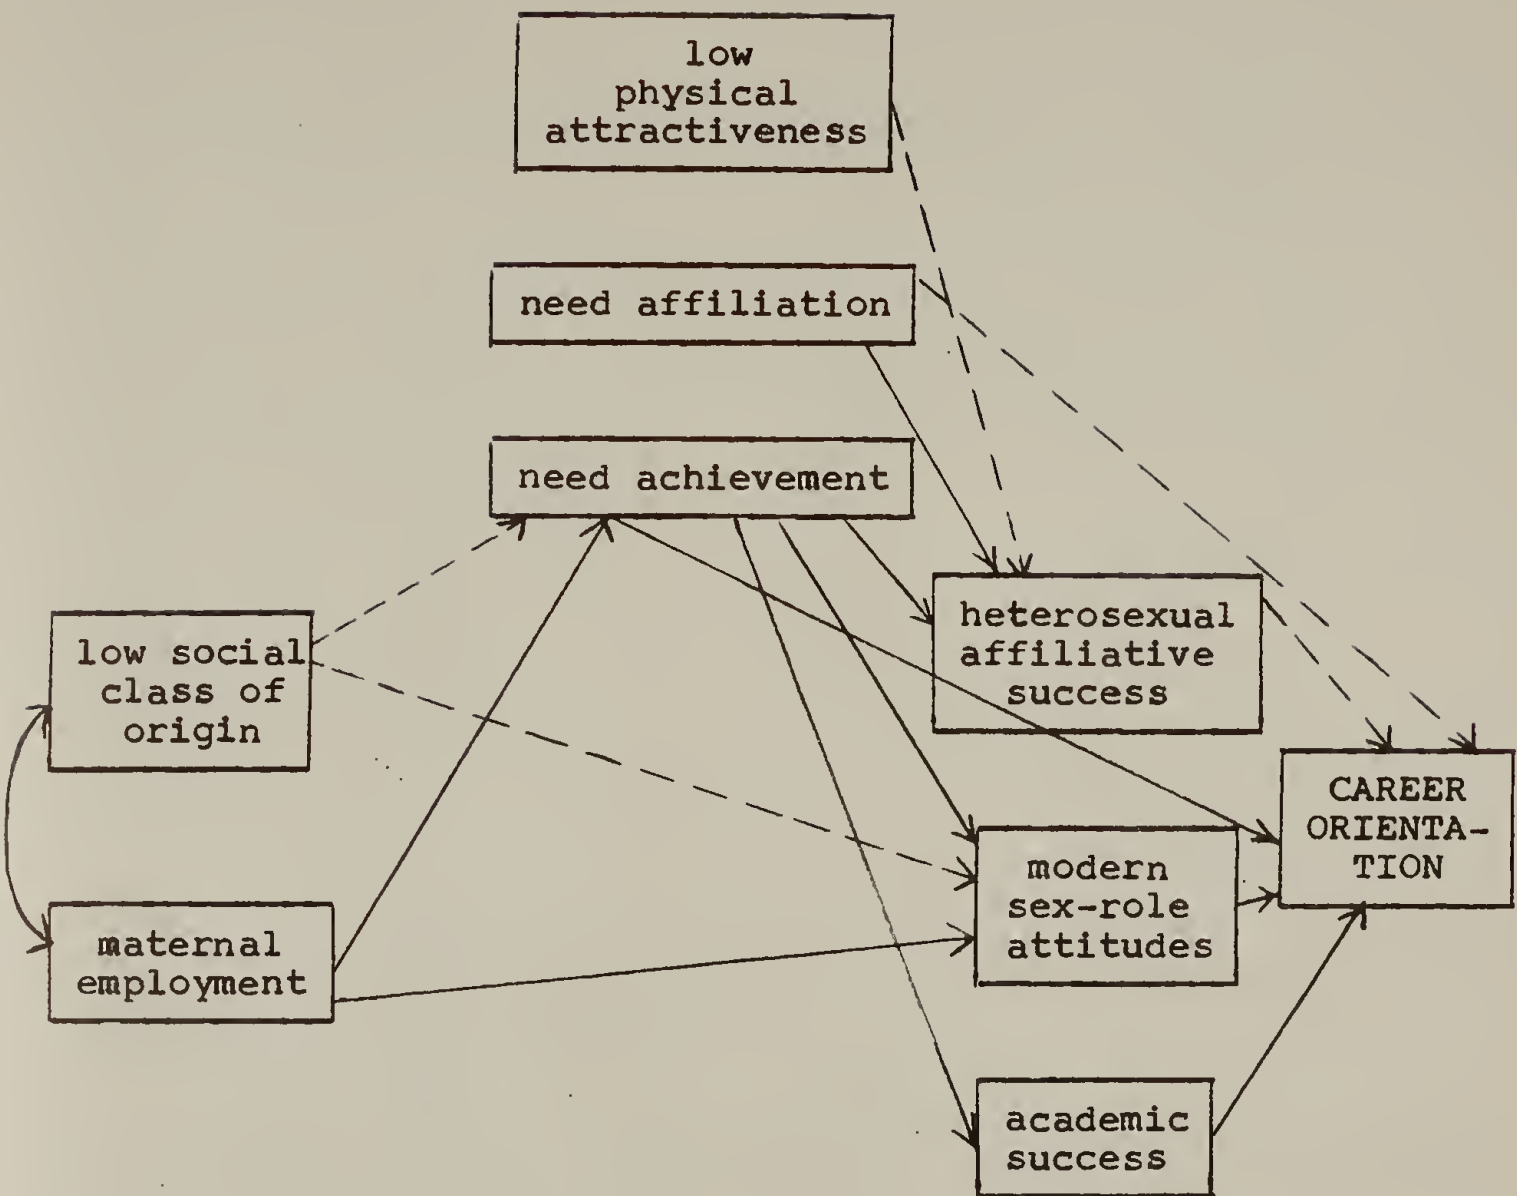 low
physical
attractiveness
need affiliation
need achievement
heterosexual
affiliative
success
low social
class of
origin
CAREER
ORIENTA-
TION
modern
sex-role
attitudes
maternal
employment
academic
success